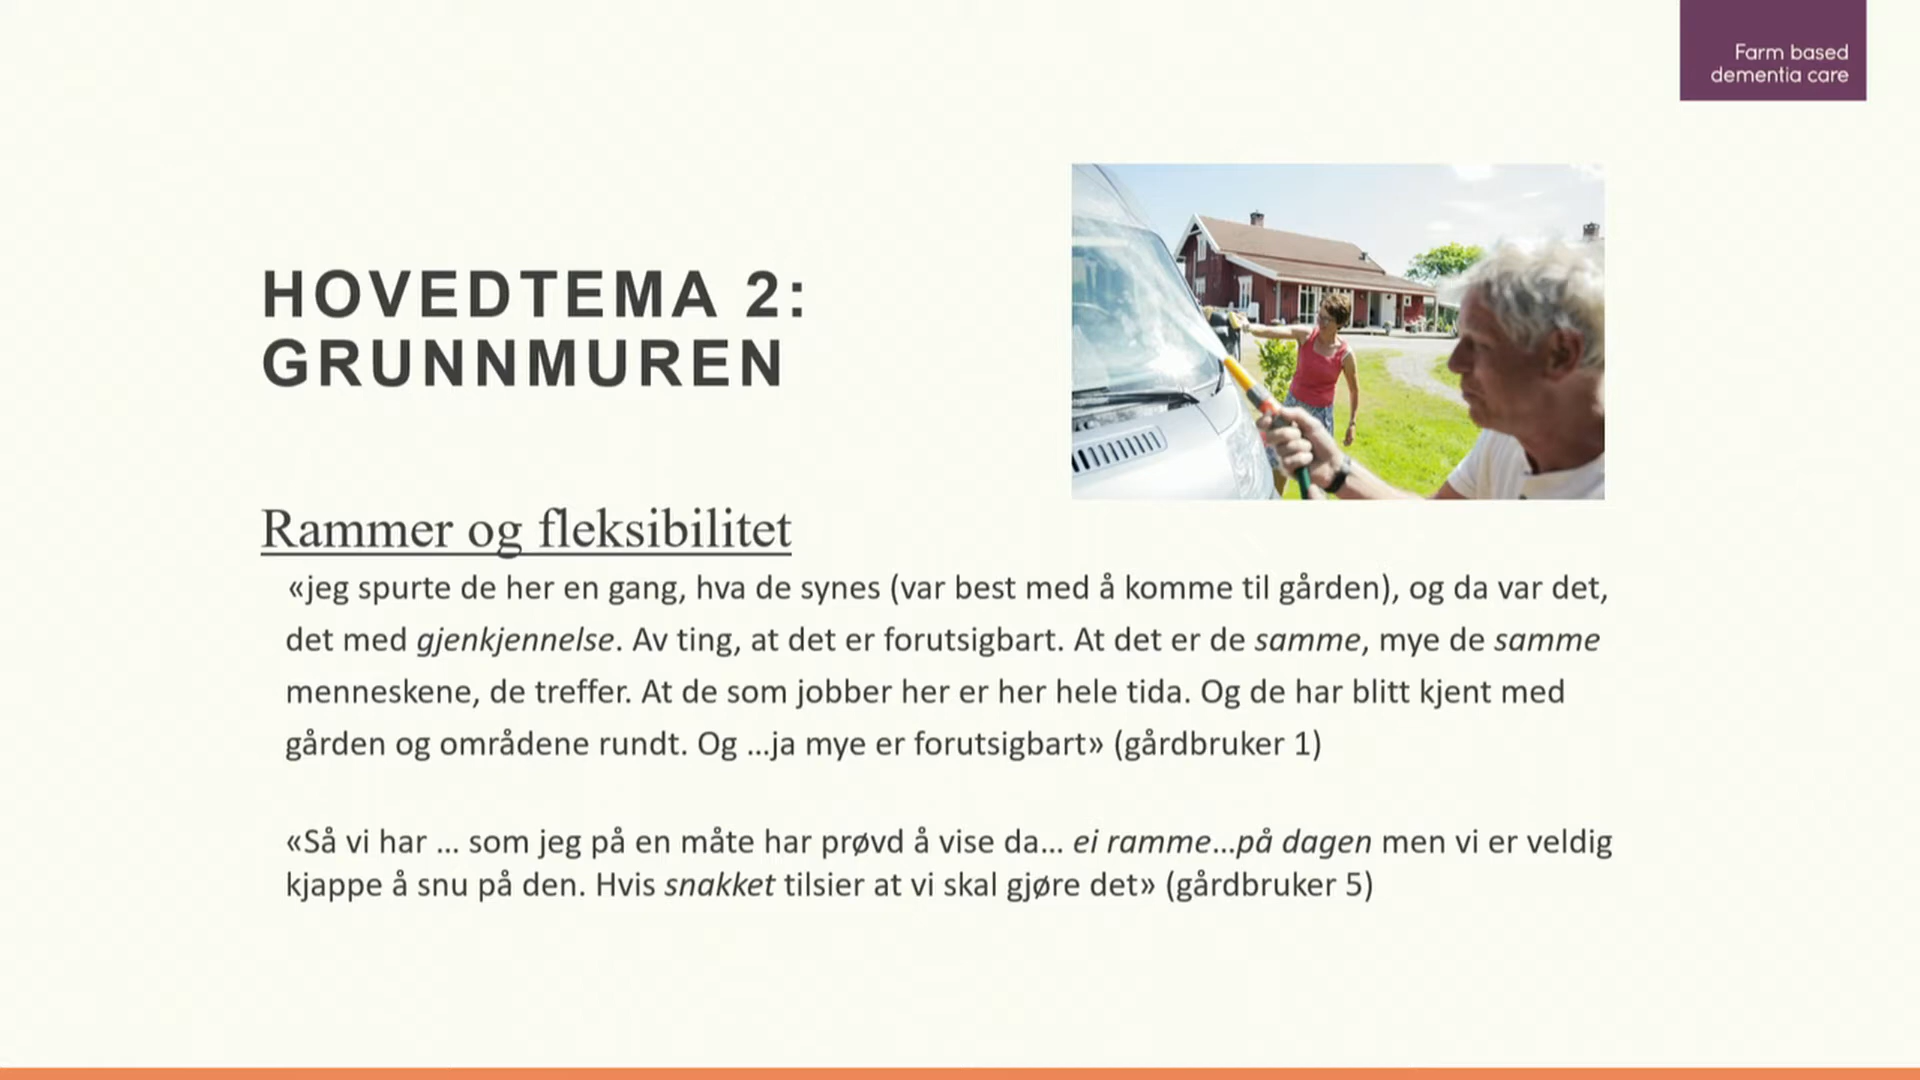 Farm based
dementia care
HOVEDTEMA 2:
GRUNNMUREN
Rammer og fleksibilitet
«jeg spurte de her en gang, hva de synes (var best med å komme til gården), og da var det,
det med gjenkjennelse. Av ting, at det er forutsigbart. At det er de samme, mye de samme
menneskene, de treffer. At de som jobber her er her hele tida. Og de har blitt kjent med
gården og områdene rundt. Og …ja mye er forutsigbart» (gårdbruker 1)
«Så vi har … som jeg på en måte har prøvd å vise da… ei ramme…på dagen men vi er veldig
kjappe å snu på den. Hvis snakket tilsier at vi skal gjøre det» (gårdbruker 5)